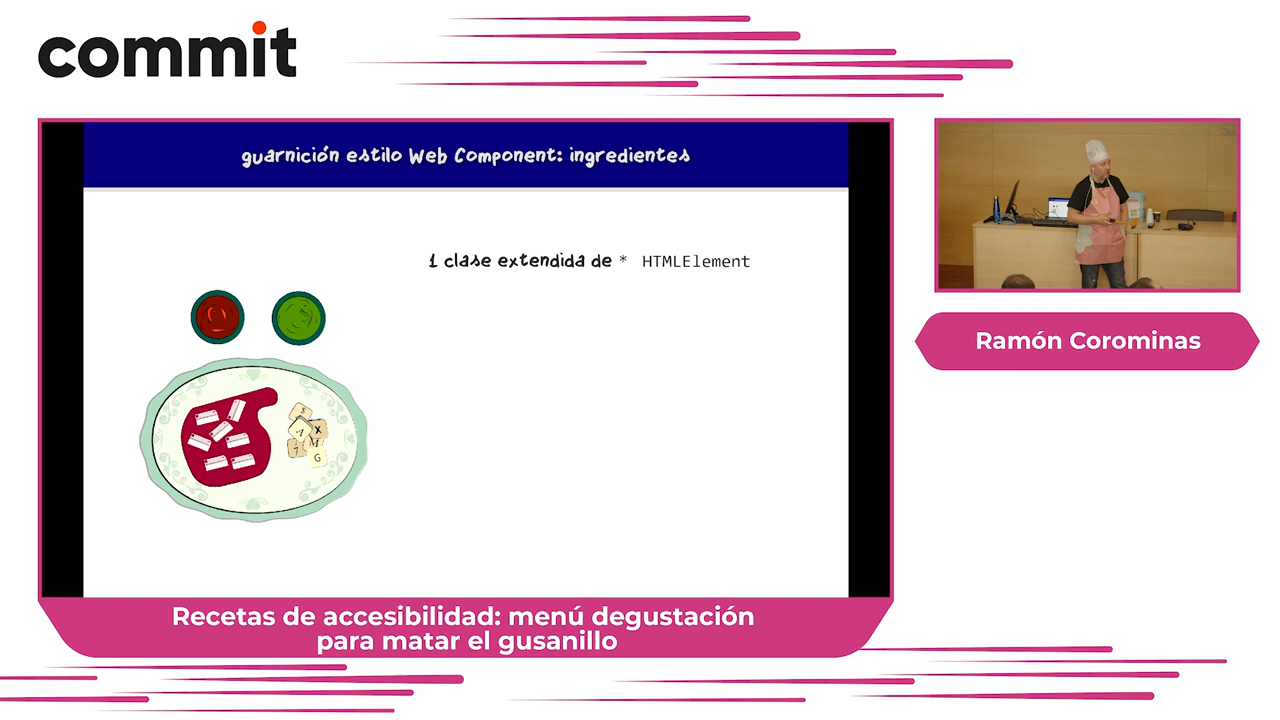 commit
guarnición estilo Web Component: ingredientes
1 clase extendida de * HTMLElement
S
A
X
7
M
G
Ramón Corominas
Recetas de accesibilidad: menú degustación
para matar el gusanillo